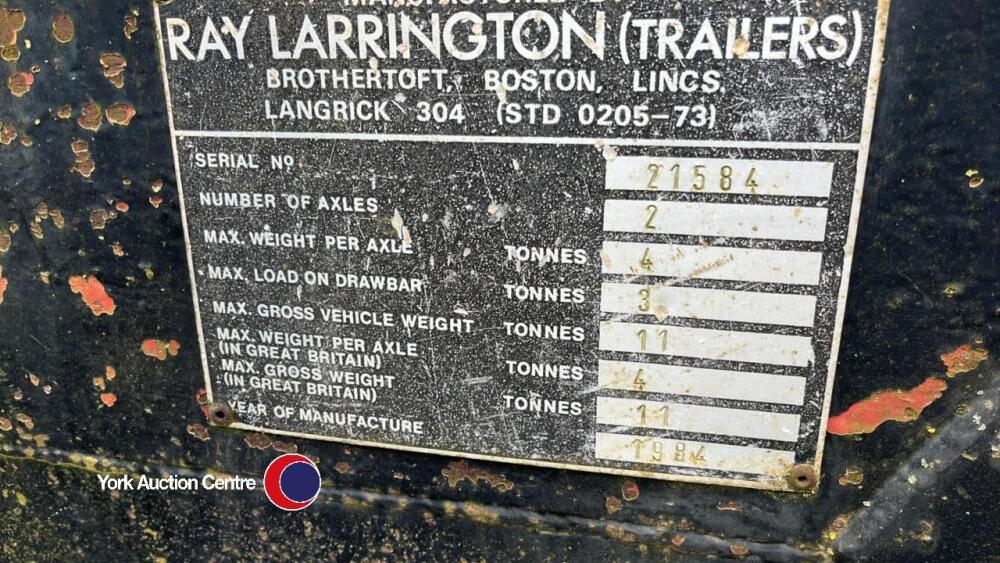 RAY LARRINGTON (TRAILERS)
BROTHERTOFT, BOSTON, LINCS.
LANGRICK 304 (STD 0205-73)
SERIAL Nº 21584
NUMBER OF AXLES 2
MAX. WEIGHT PER AXLE TONNES 4
MAX. LOAD ON DRAWBAR TONNES 3
MAX. GROSS VEHICLE WEIGHT TONNES 11
MAX. WEIGHT PER AXLE
(IN GREAT BRITAIN) TONNES 4
MAX. GROSS WEIGHT
(IN GREAT BRITAIN) TONNES 11
YEAR OF MANUFACTURE 1984
York Auction Centre